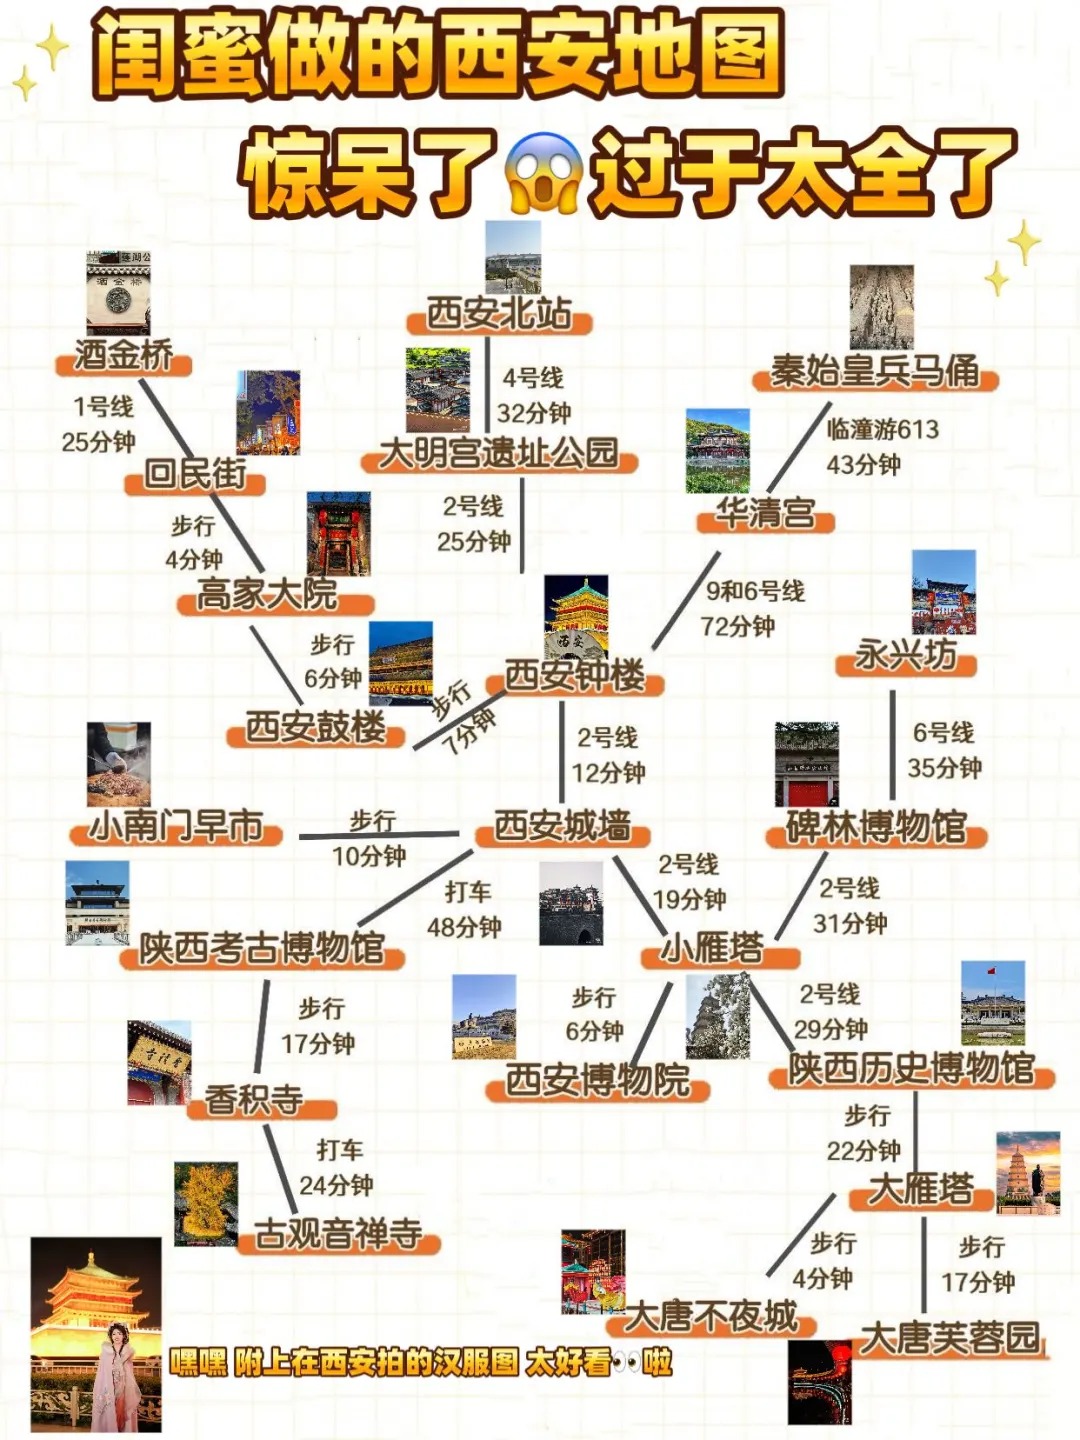 闺蜜做的西安地图
惊呆了😱过于太全了
西安北站
酒金桥
秦始皇兵马俑
1号线
25分钟
4号线
32分钟
临潼游613
43分钟
回民街
大明宫遗址公园
华清宫
步行
4分钟
2号线
25分钟
高家大院
9和6号线
72分钟
步行
6分钟
西安钟楼
永兴坊
西安鼓楼
步行
7分钟
2号线
12分钟
6号线
35分钟
小南门早市
步行
10分钟
西安城墙
碑林博物馆
打车
48分钟
2号线
19分钟
2号线
31分钟
陕西考古博物馆
小雁塔
步行
17分钟
步行
6分钟
2号线
29分钟
香积寺
西安博物院
陕西历史博物馆
打车
24分钟
步行
22分钟
大雁塔
古观音禅寺
步行
4分钟
步行
17分钟
大唐不夜城
大唐芙蓉园
嘿嘿 附上在西安拍的汉服图 太好看👀啦